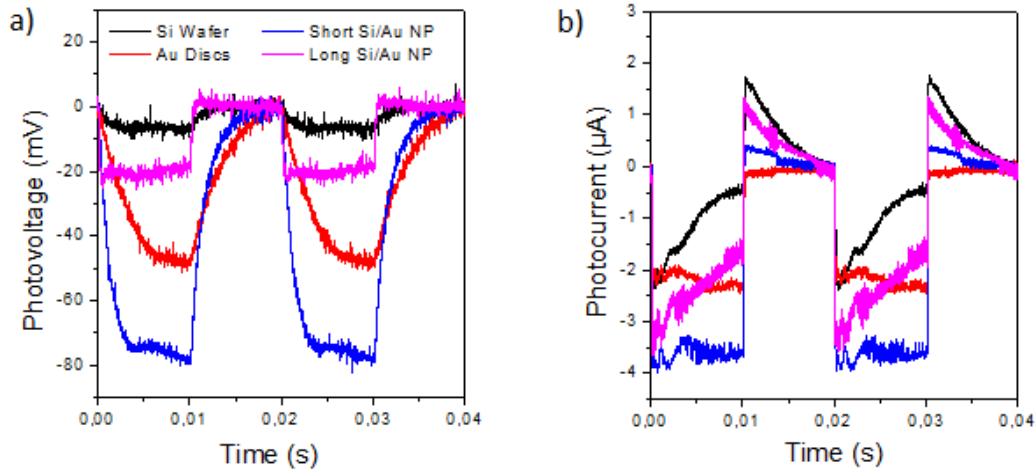 a)
Si Wafer
Short Si/Au NP
Au Discs
Long Si/Au NP
20
0
-20
-40
-60
-80
Photovoltage (mV)
0,00 0,01 0,02 0,03 0,04
Time (s)
b)
3
2
1
0
-1
-2
-3
-4
Photocurrent (µA)
0,00 0,01 0,02 0,03 0,04
Time (s)